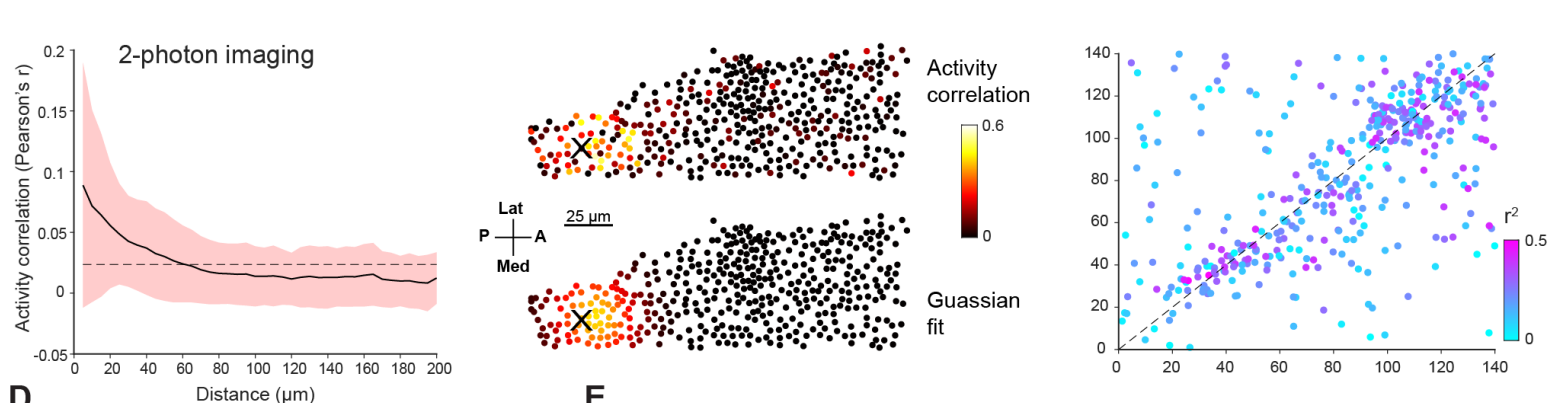 2-photon imaging
Activity correlation (Pearson's r)
0.2
0.15
0.1
0.05
0
-0.05
0 20 40 60 80 100 120 140 160 180 200
Distance (µm)
D
Lat
P A
Med
25 µm
Activity
correlation
0.6
0
Guassian
fit
E
140
120
100
80
60
40
20
0
0 20 40 60 80 100 120 140
r²
0.5
0